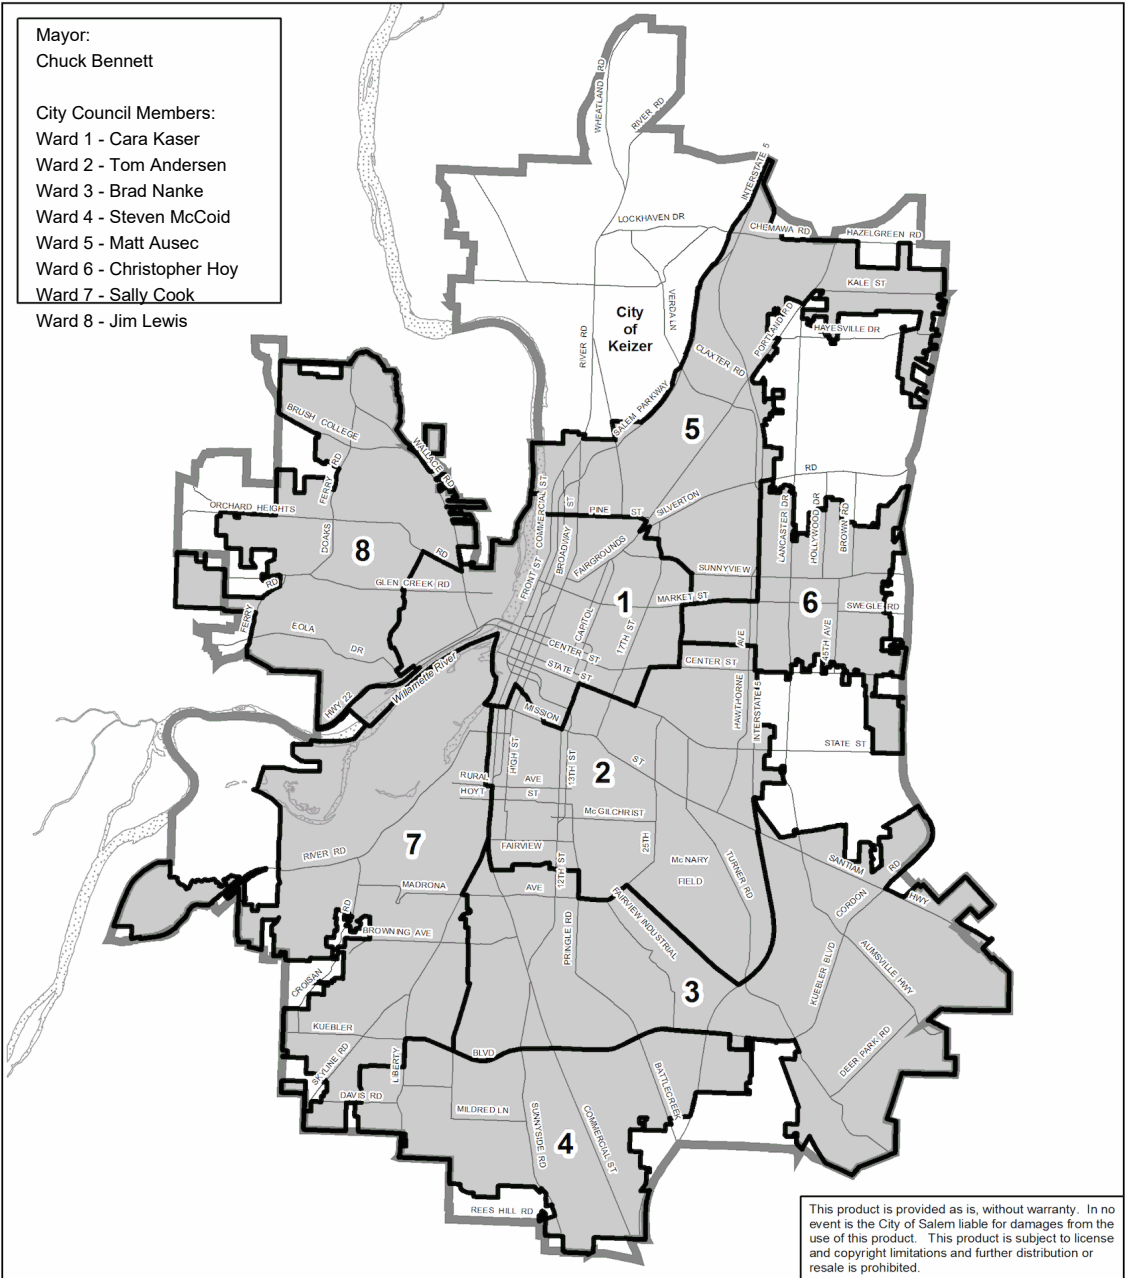 Mayor:
Chuck Bennett
City Council Members:
Ward 1 - Cara Kaser
Ward 2 - Tom Andersen
Ward 3 - Brad Nanke
Ward 4 - Steven McCoid
Ward 5 - Matt Ausec
Ward 6 - Christopher Hoy
Ward 7 - Sally Cook
Ward 8 - Jim Lewis
WHEATLAND RD
RIVER RD
INTERSTATE 5
LOCKHAVEN DR
CHEMAWA RD
HAZELGREEN RD
KALE ST
VERDA LN
City
of
Keizer
RIVER RD
PORTLAND RD
HAYESVILLE DR
CLAXTER RD
SALEM PARKWAY
5
BRUSH COLLEGE
WALLACE RD
FERRY RD
RD
ORCHARD HEIGHTS
DOAKS
8
RD
COMMERCIAL ST
ST
PINE ST
SILVERTON
LANCASTER DR
HOLLYWOOD DR
BROWN RD
BROADWAY
FAIRGROUNDS
FRONT ST
SUNNYVIEW
RD
GLEN CREEK RD
1
MARKET ST
6
SWEGLE RD
FERRY
EOLA
DR
CAPITOL
17TH ST
AVE
45TH AVE
CENTER ST
STATE ST
CENTER ST
Willamette River
HWY 22
MISSION
HAWTHORNE
INTERSTATE 5
STATE ST
HIGH ST
13TH ST
ST
2
RURAL
AVE
HOYT
ST
McGILCHRIST
7
25TH
FAIRVIEW
RIVER RD
McNARY
FIELD
TURNER RD
SANTIAM
RD
12TH ST
MADRONA
AVE
HWY
CORDON
RD
FAIRVIEW INDUSTRIAL
BROWNING AVE
PRINGLE RD
CROISAN
KUEBLER BLVD
AUMSVILLE HWY
3
KUEBLER
BLVD
SKYLINE RD
LIBERTY
DEER PARK RD
BATTLECREEK
DAVIS RD
MILDRED LN
SUNNYSIDE RD
COMMERCIAL ST
4
REES HILL RD
This product is provided as is, without warranty. In no
event is the City of Salem liable for damages from the
use of this product. This product is subject to license
and copyright limitations and further distribution or
resale is prohibited.